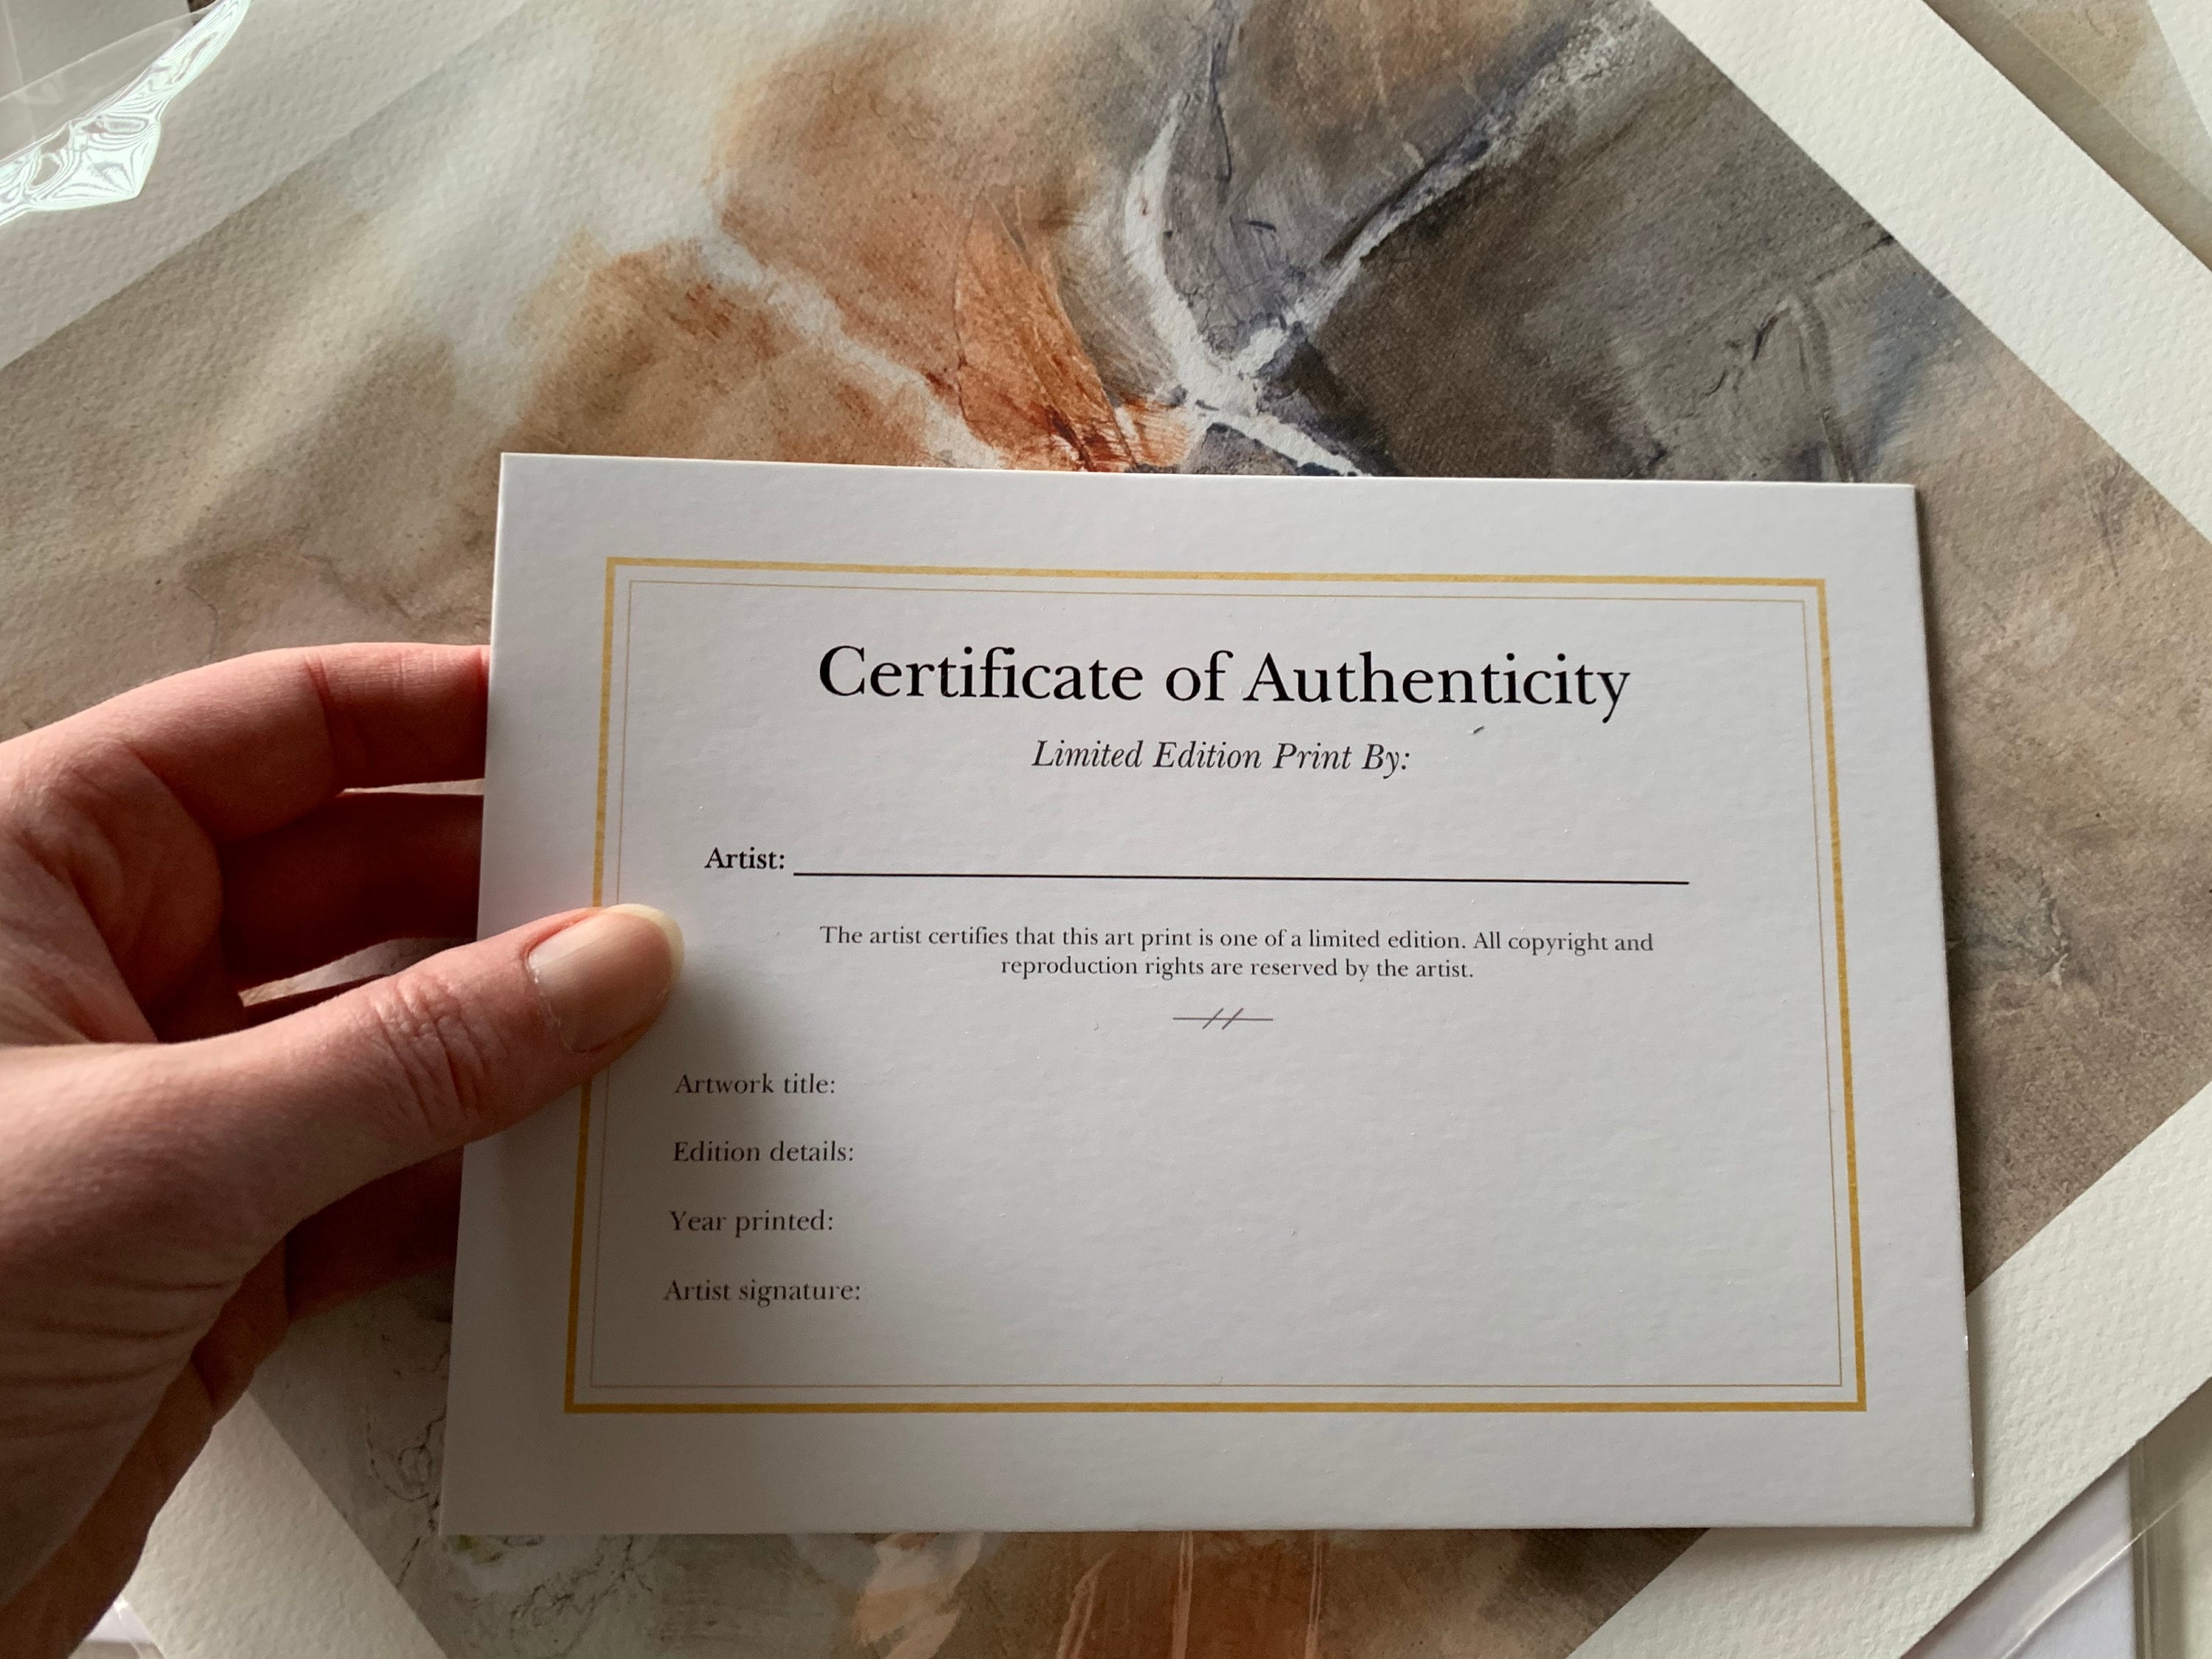 Certificate of Authenticity
Limited Edition Print By:
Artist:
The artist certifies that this art print is one of a limited edition. All copyright and
reproduction rights are reserved by the artist.
Artwork title:
Edition details:
Year printed:
Artist signature: